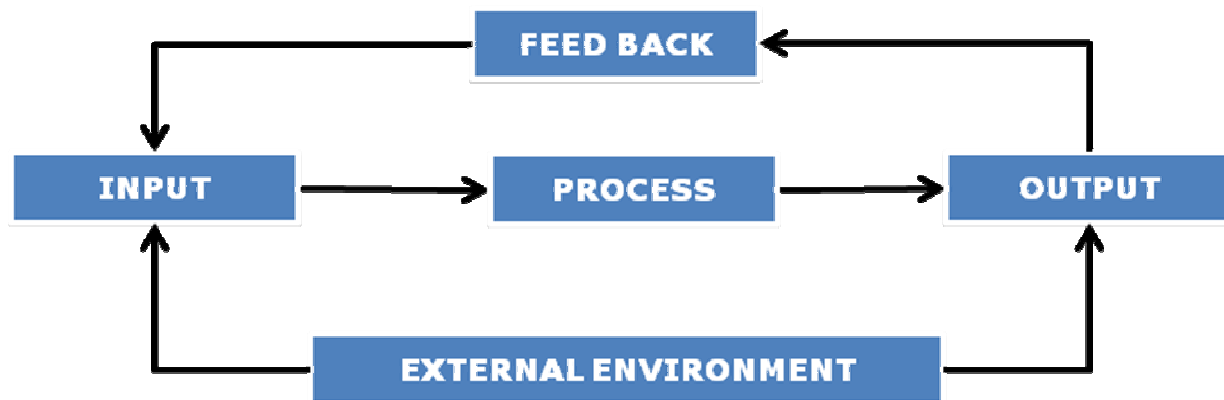 FEED BACK
INPUT
PROCESS
OUTPUT
EXTERNAL ENVIRONMENT